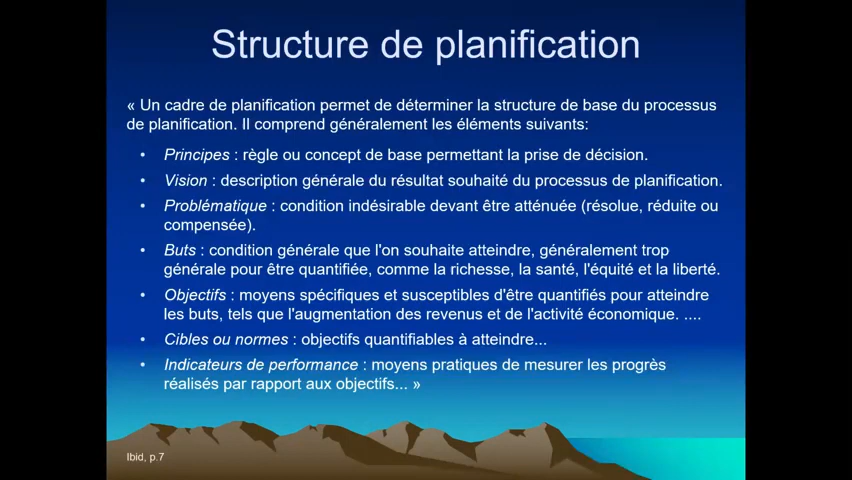 Structure de planification
« Un cadre de planification permet de déterminer la structure de base du processus
de planification. Il comprend généralement les éléments suivants:
• Principes : règle ou concept de base permettant la prise de décision.
• Vision : description générale du résultat souhaité du processus de planification.
• Problématique : condition indésirable devant être atténuée (résolue, réduite ou
compensée).
• Buts : condition générale que l'on souhaite atteindre, généralement trop
générale pour être quantifiée, comme la richesse, la santé, l'équité et la liberté.
• Objectifs : moyens spécifiques et susceptibles d'être quantifiés pour atteindre
les buts, tels que l'augmentation des revenus et de l'activité économique. ....
• Cibles ou normes : objectifs quantifiables à atteindre...
• Indicateurs de performance : moyens pratiques de mesurer les progrès
réalisés par rapport aux objectifs... »
Ibid, p.7